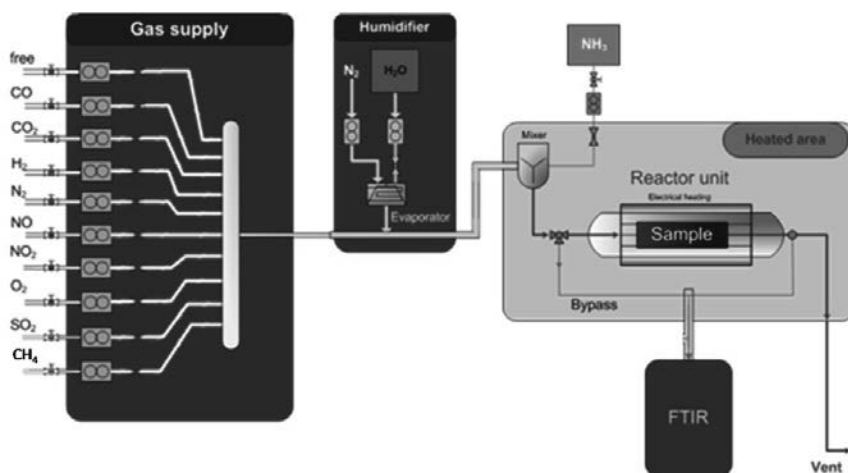 Gas supply
free
CO
CO₂
H₂
N₂
NO
NO₂
O₂
SO₂
CH₄
Humidifier
N₂
H₂O
Evaporator
NH₃
Mixer
Heated area
Reactor unit
Electrical heating
Sample
Bypass
FTIR
Vent